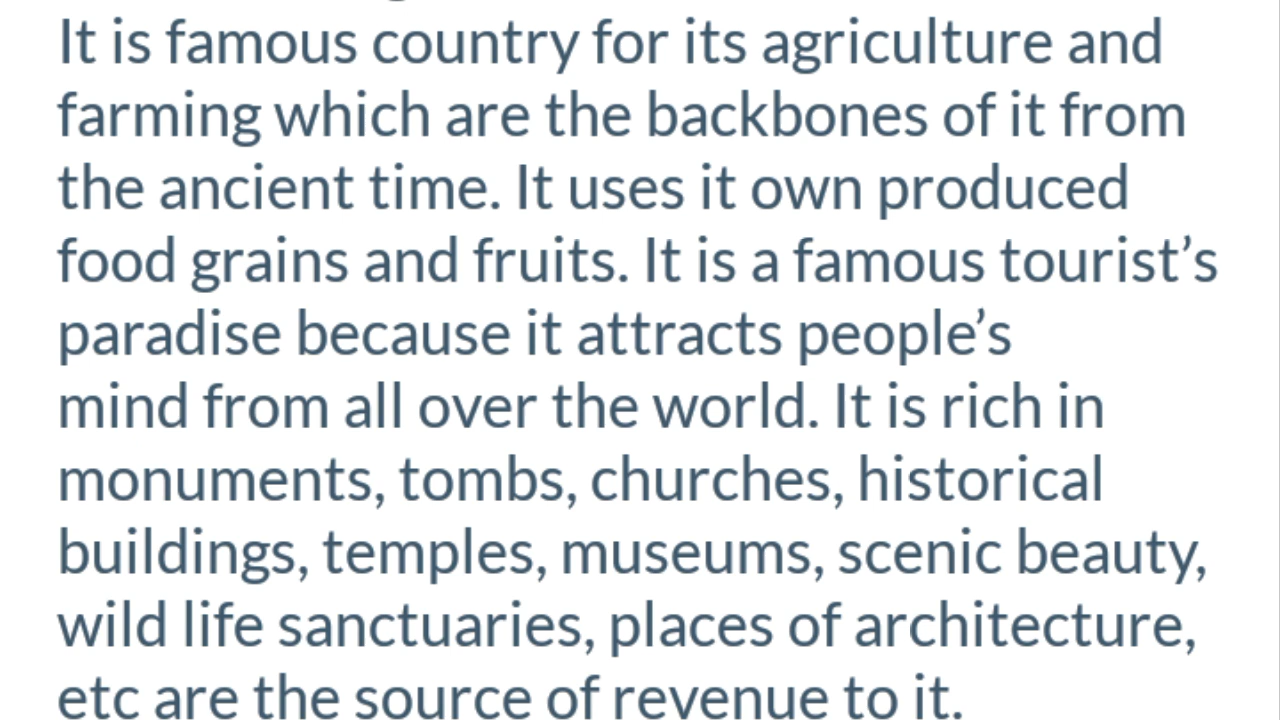 It is famous country for its agriculture and
farming which are the backbones of it from
the ancient time. It uses it own produced
food grains and fruits. It is a famous tourist’s
paradise because it attracts people’s
mind from all over the world. It is rich in
monuments, tombs, churches, historical
buildings, temples, museums, scenic beauty,
wild life sanctuaries, places of architecture,
etc are the source of revenue to it.